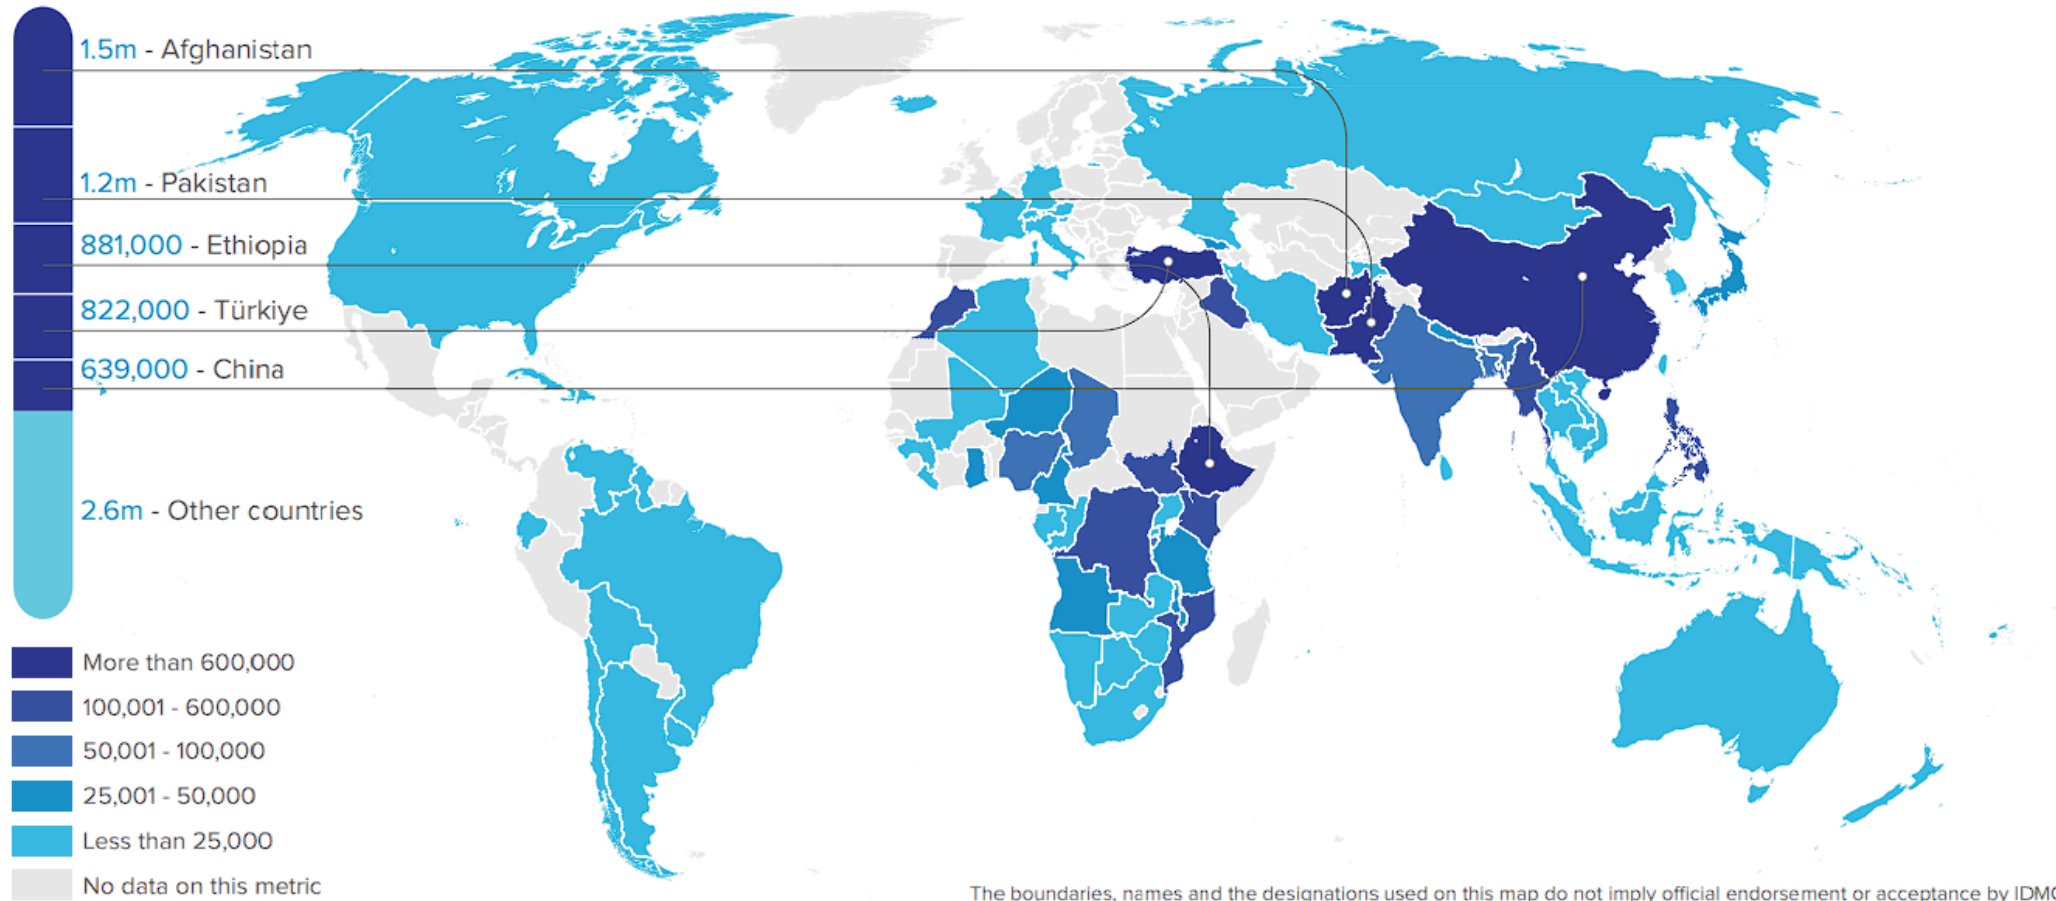 1.5m - Afghanistan
1.2m - Pakistan
881,000 - Ethiopia
822,000 - Türkiye
639,000 - China
2.6m - Other countries
More than 600,000
100,001 - 600,000
50,001 - 100,000
25,001 - 50,000
Less than 25,000
No data on this metric
The boundaries, names and the designations used on this map do not imply official endorsement or acceptance by IDMC